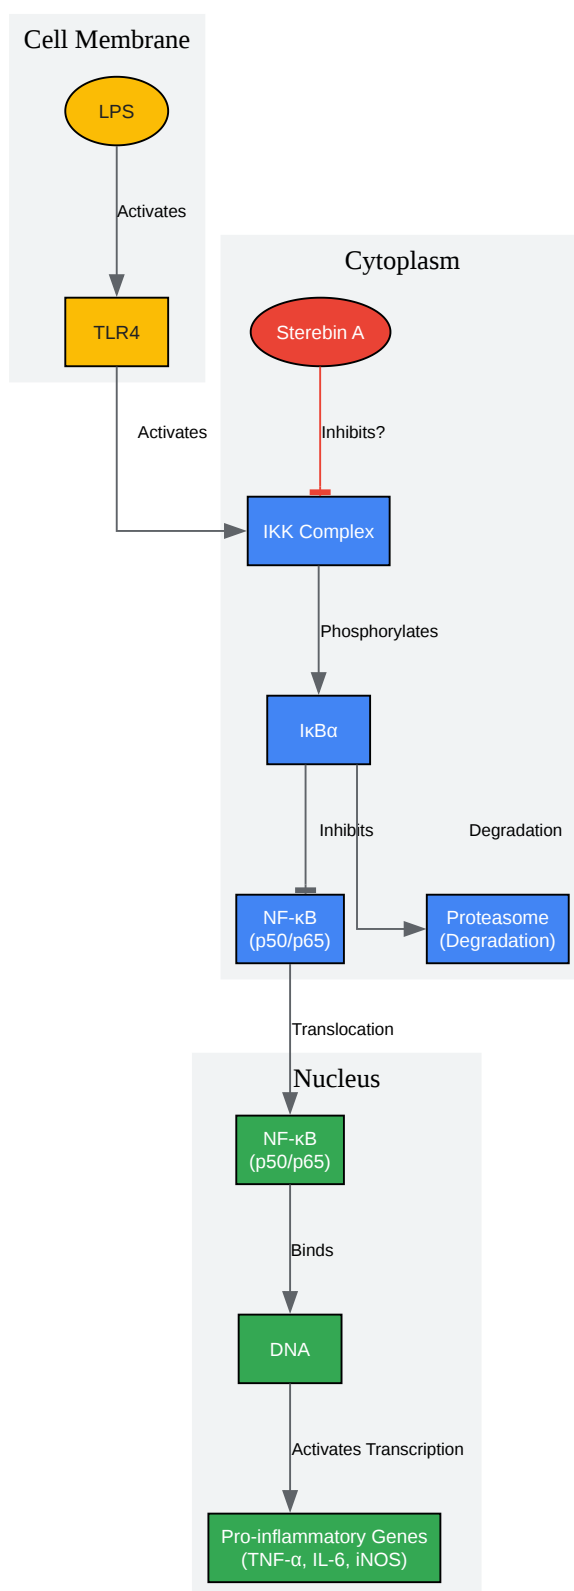 Cell Membrane
LPS
Activates
TLR4
Activates
Cytoplasm
Sterebin A
Inhibits?
IKK Complex
Phosphorylates
IκBα
Inhibits
Degradation
NF-κB
(p50/p65)
Proteasome
(Degradation)
Translocation
Nucleus
NF-κB
(p50/p65)
Binds
DNA
Activates Transcription
Pro-inflammatory Genes
(TNF-α, IL-6, iNOS)